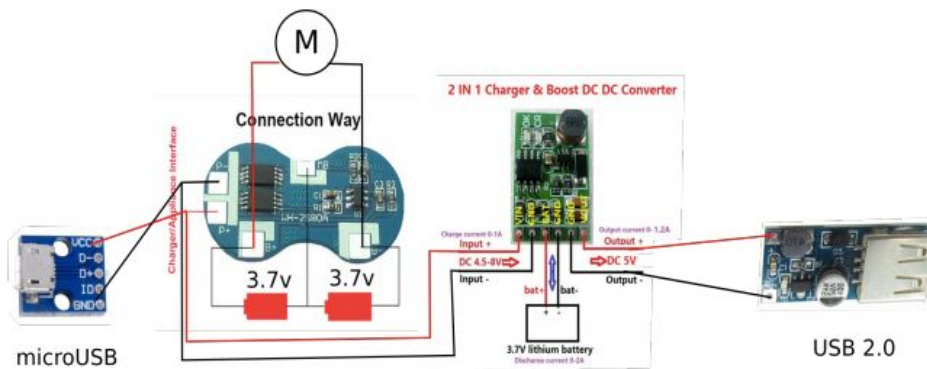 M
2 IN 1 Charger & Boost DC DC Converter
Connection Way
Charger/Appliance Interface
P-
P+
VCC
D-
D+
ID
GND
microUSB
3.7v
3.7v
OK
CR
Charge current 0-1A
Input +
DC 4.5-8V
Input -
Output current 0- 1.2A
Output +
DC 5V
Output -
bat+
bat-
+ -
3.7V lithium battery
Discharge current 0-2A
USB 2.0